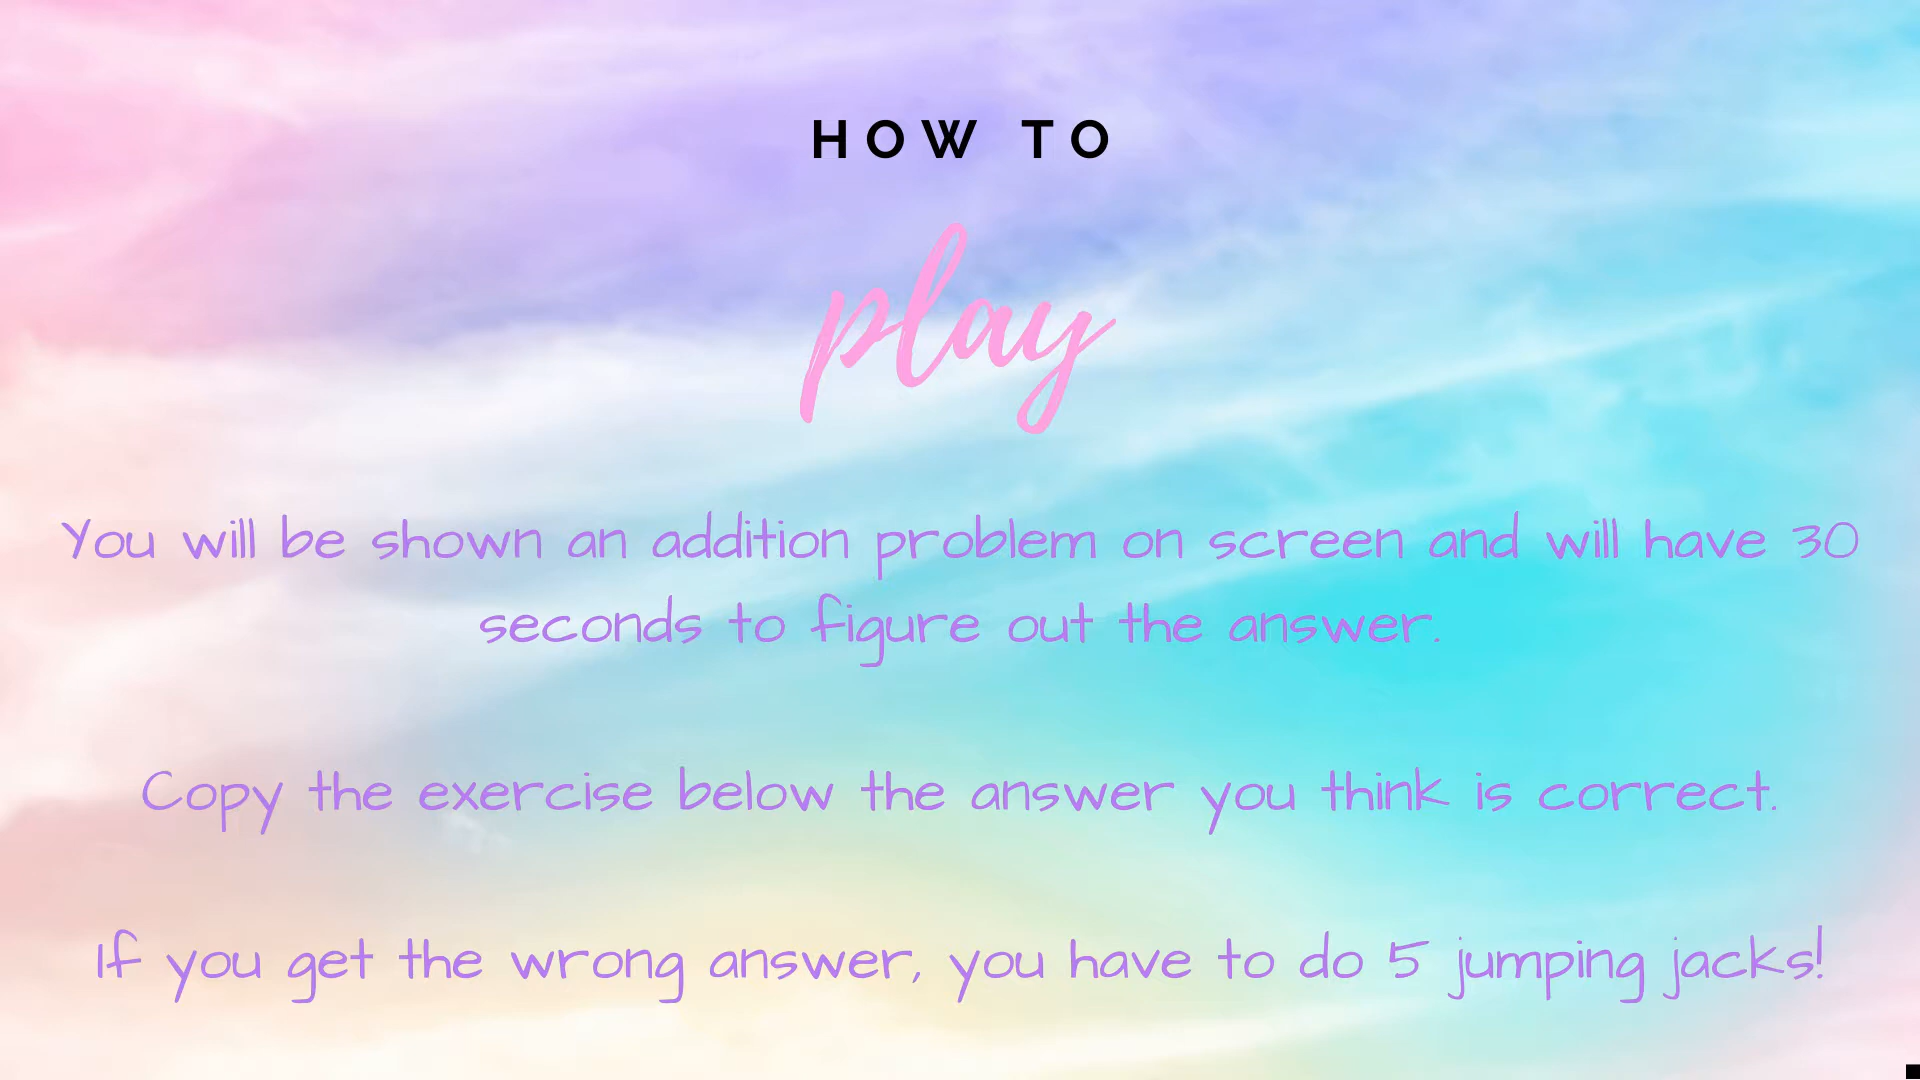 HOW TO
play
You will be shown an addition problem on screen and will have 30
seconds to figure out the answer.
Copy the exercise below the answer you think is correct.
If you get the wrong answer, you have to do 5 jumping jacks!